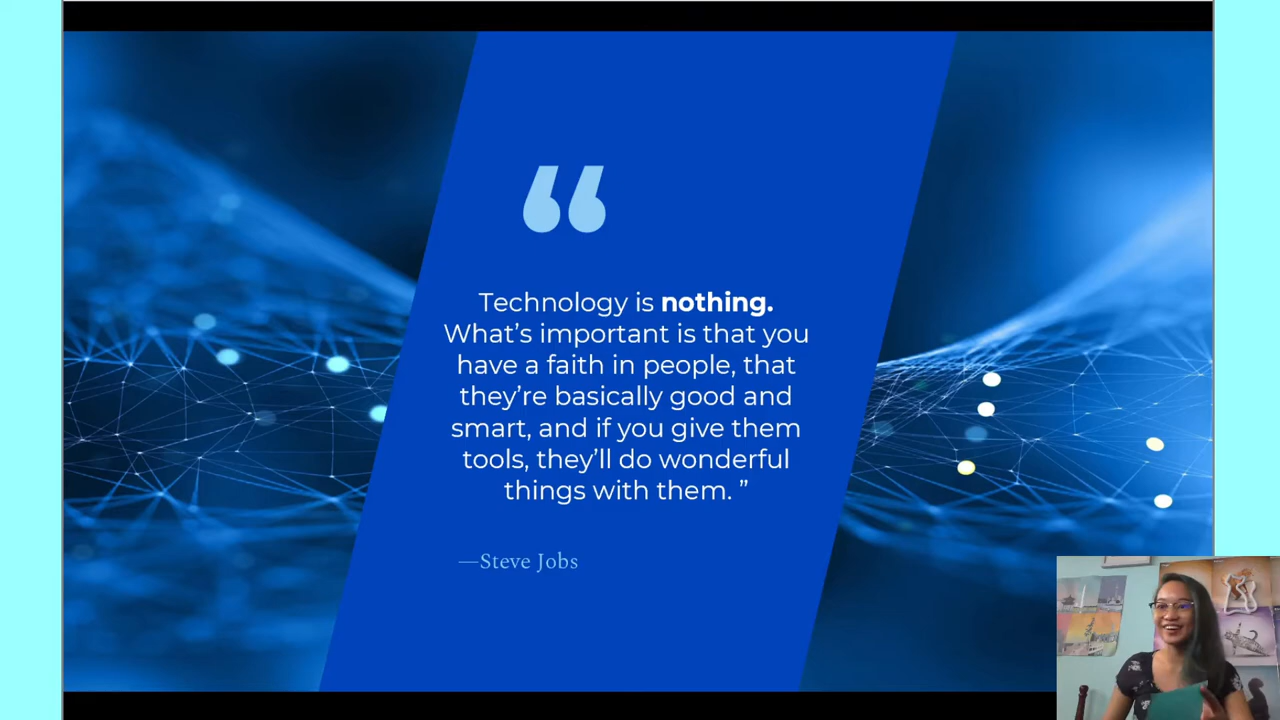 “
Technology is nothing.
What's important is that you
have a faith in people, that
they're basically good and
smart, and if you give them
tools, they'll do wonderful
things with them. ”
—Steve Jobs